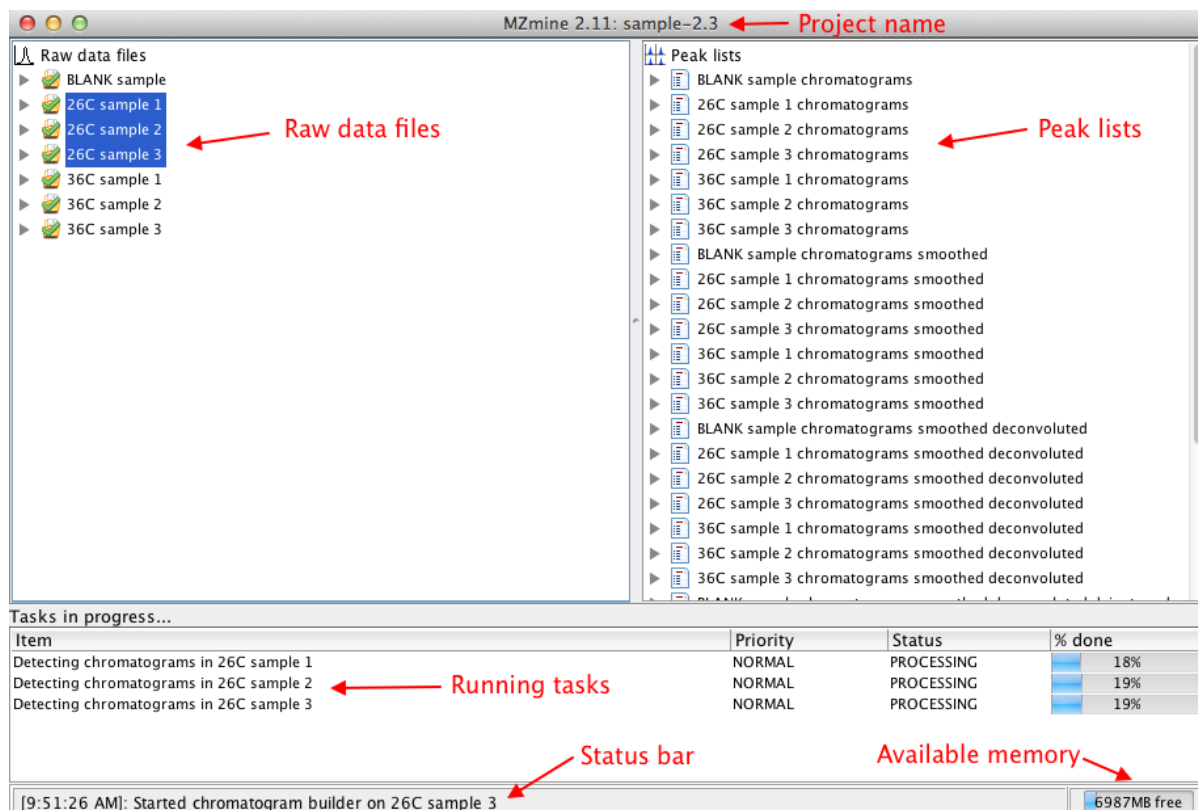 MZmine 2.11: sample-2.3
Project name
Raw data files
BLANK sample
26C sample 1
26C sample 2
26C sample 3
36C sample 1
36C sample 2
36C sample 3
Raw data files
Peak lists
BLANK sample chromatograms
26C sample 1 chromatograms
26C sample 2 chromatograms
26C sample 3 chromatograms
36C sample 1 chromatograms
36C sample 2 chromatograms
36C sample 3 chromatograms
BLANK sample chromatograms smoothed
26C sample 1 chromatograms smoothed
26C sample 2 chromatograms smoothed
26C sample 3 chromatograms smoothed
36C sample 1 chromatograms smoothed
36C sample 2 chromatograms smoothed
36C sample 3 chromatograms smoothed
BLANK sample chromatograms smoothed deconvoluted
26C sample 1 chromatograms smoothed deconvoluted
26C sample 2 chromatograms smoothed deconvoluted
26C sample 3 chromatograms smoothed deconvoluted
36C sample 1 chromatograms smoothed deconvoluted
36C sample 2 chromatograms smoothed deconvoluted
36C sample 3 chromatograms smoothed deconvoluted
Peak lists
Tasks in progress...
Item Priority Status % done
Detecting chromatograms in 26C sample 1 NORMAL PROCESSING 18%
Detecting chromatograms in 26C sample 2 NORMAL PROCESSING 19%
Detecting chromatograms in 26C sample 3 NORMAL PROCESSING 19%
Running tasks
Status bar
Available memory
[9:51:26 AM]: Started chromatogram builder on 26C sample 3
6987MB free